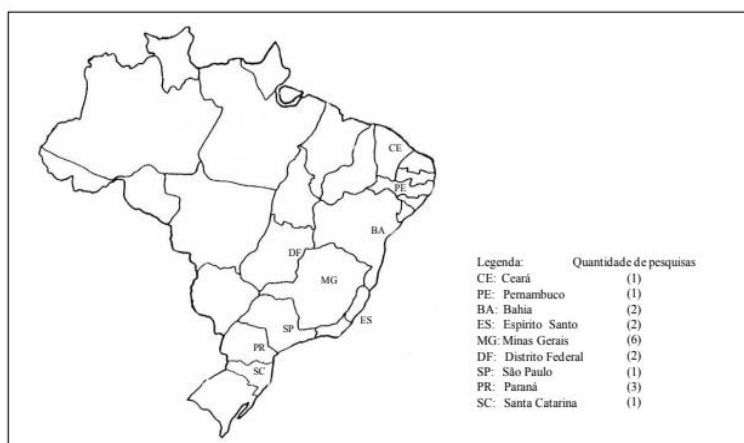 CE
PE
BA
DF
MG
ES
SP
PR
SC
Legenda: Quantidade de pesquisas
CE: Ceará (1)
PE: Pernambuco (1)
BA: Bahia (2)
ES: Espírito Santo (2)
MG: Minas Gerais (6)
DF: Distrito Federal (2)
SP: São Paulo (1)
PR: Paraná (3)
SC: Santa Catarina (1)